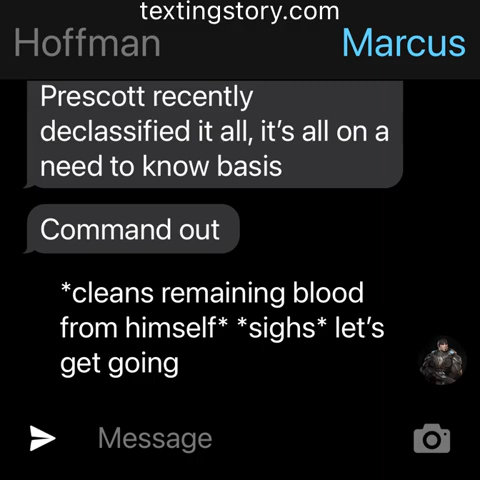 textingstory.com
Hoffman
Marcus
Prescott recently
declassified it all, it’s all on a
need to know basis
Command out
*cleans remaining blood
from himself* *sighs* let’s
get going
Message